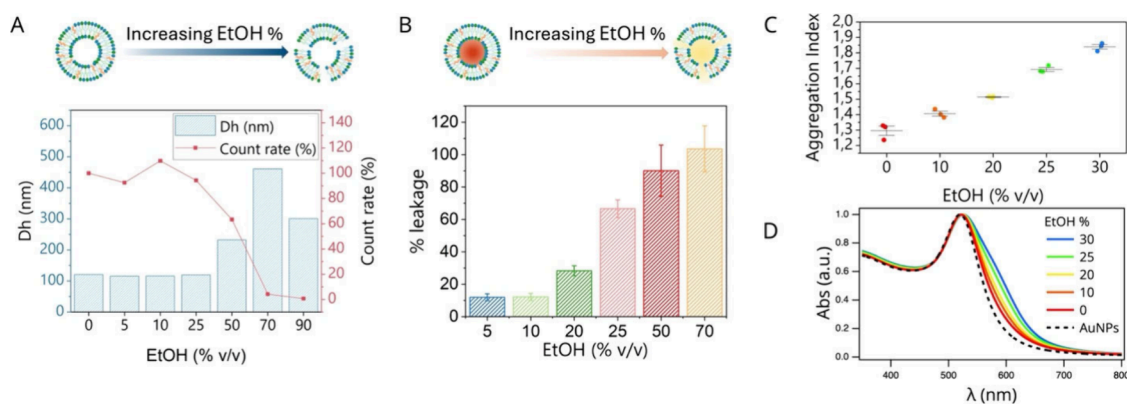 A
Increasing EtOH %
600
500
400
300
200
100
50
Dh (nm)
Dh (nm)
Count rate (%)
140
120
100
80
60
40
20
0
Count rate (%)
0 5 10 25 50 70 90
EtOH (% v/v)
B
Increasing EtOH %
120
100
80
60
40
20
0
% leakage
5 10 20 25 50 70
EtOH (% v/v)
C
2,0
1,9
1,8
1,7
1,6
1,5
1,4
1,3
1,2
Aggregation Index
0 10 20 25 30
EtOH (% v/v)
D
1.0
0.8
0.6
0.4
0.2
0.0
Abs (a.u.)
EtOH %
30
25
20
10
0
AuNPs
400 500 600 700 800
λ (nm)